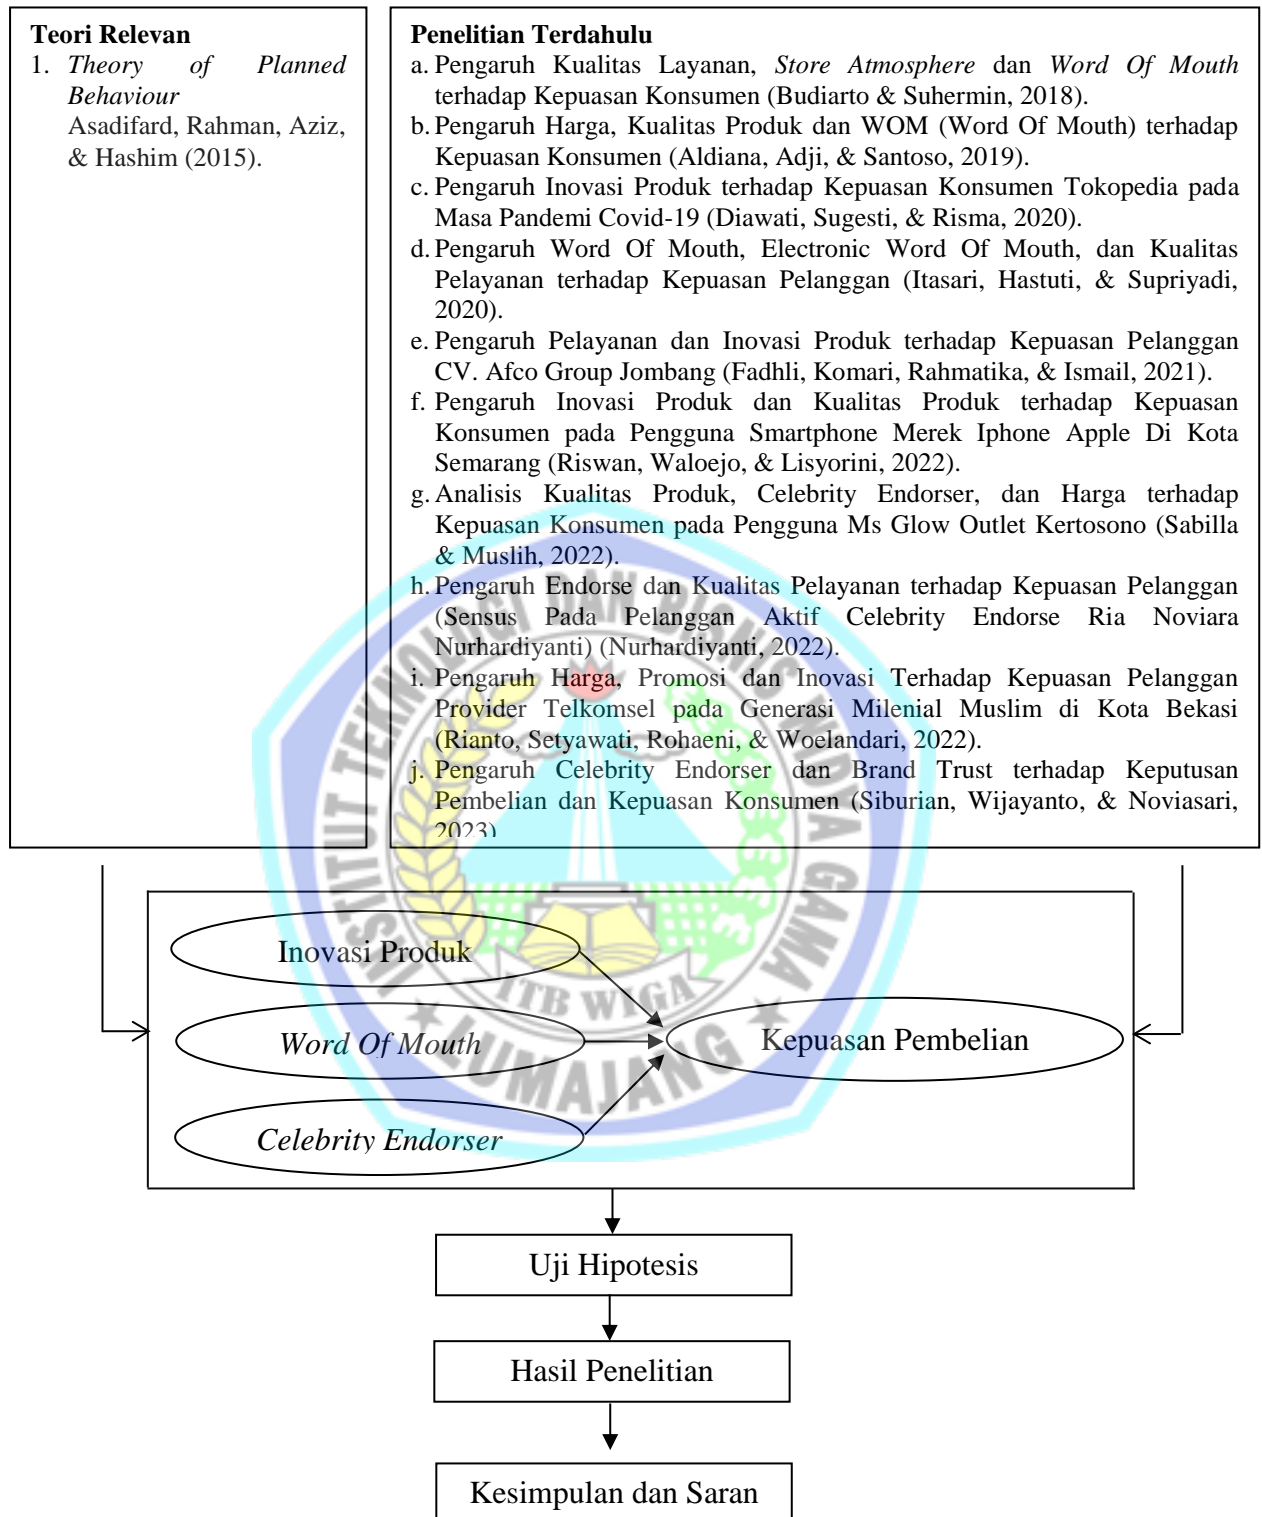 Teori Relevan
1. Theory of Planned
Behaviour
Asadifard, Rahman, Aziz,
& Hashim (2015).
Penelitian Terdahulu
a. Pengaruh Kualitas Layanan, Store Atmosphere dan Word Of Mouth
terhadap Kepuasan Konsumen (Budiarto & Suhermin, 2018).
b. Pengaruh Harga, Kualitas Produk dan WOM (Word Of Mouth) terhadap
Kepuasan Konsumen (Aldiana, Adji, & Santoso, 2019).
c. Pengaruh Inovasi Produk terhadap Kepuasan Konsumen Tokopedia pada
Masa Pandemi Covid-19 (Diawati, Sugesti, & Risma, 2020).
d. Pengaruh Word Of Mouth, Electronic Word Of Mouth, dan Kualitas
Pelayanan terhadap Kepuasan Pelanggan (Itasari, Hastuti, & Supriyadi,
2020).
e. Pengaruh Pelayanan dan Inovasi Produk terhadap Kepuasan Pelanggan
CV. Afco Group Jombang (Fadhli, Komari, Rahmatika, & Ismail, 2021).
f. Pengaruh Inovasi Produk dan Kualitas Produk terhadap Kepuasan
Konsumen pada Pengguna Smartphone Merek Iphone Apple Di Kota
Semarang (Riswan, Waloejo, & Lisyorini, 2022).
g. Analisis Kualitas Produk, Celebrity Endorser, dan Harga terhadap
Kepuasan Konsumen pada Pengguna Ms Glow Outlet Kertosono (Sabilla
& Muslih, 2022).
h. Pengaruh Endorse dan Kualitas Pelayanan terhadap Kepuasan Pelanggan
(Sensus Pada Pelanggan Aktif Celebrity Endorse Ria Noviara
Nurhardiyanti) (Nurhardiyanti, 2022).
i. Pengaruh Harga, Promosi dan Inovasi Terhadap Kepuasan Pelanggan
Provider Telkomsel pada Generasi Milenial Muslim di Kota Bekasi
(Rianto, Setyawati, Rohaeni, & Woelandari, 2022).
j. Pengaruh Celebrity Endorser dan Brand Trust terhadap Keputusan
Pembelian dan Kepuasan Konsumen (Siburian, Wijayanto, & Noviasari,
2023)
INSTITUT TEKNOLOGI DAN BISNIS WIDYA GAMA
ITB WIGA
LUMAJANG
Inovasi Produk
Word Of Mouth
Celebrity Endorser
Kepuasan Pembelian
Uji Hipotesis
Hasil Penelitian
Kesimpulan dan Saran